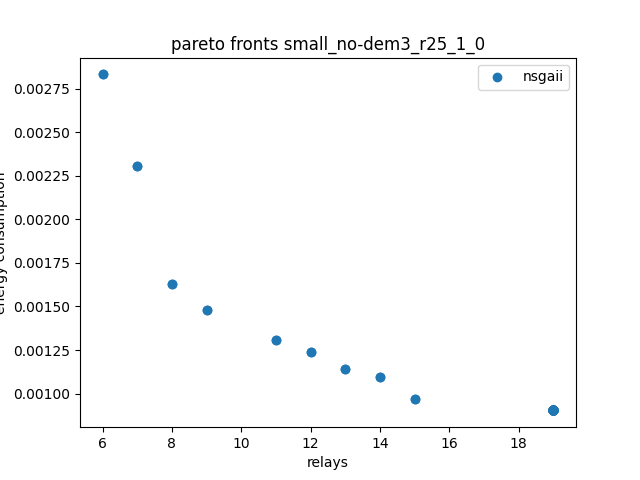 pareto fronts small_no-dem3_r25_1_0
nsgaii
energy consumption
0.00275
0.00250
0.00225
0.00200
0.00175
0.00150
0.00125
0.00100
6 8 10 12 14 16 18
relays